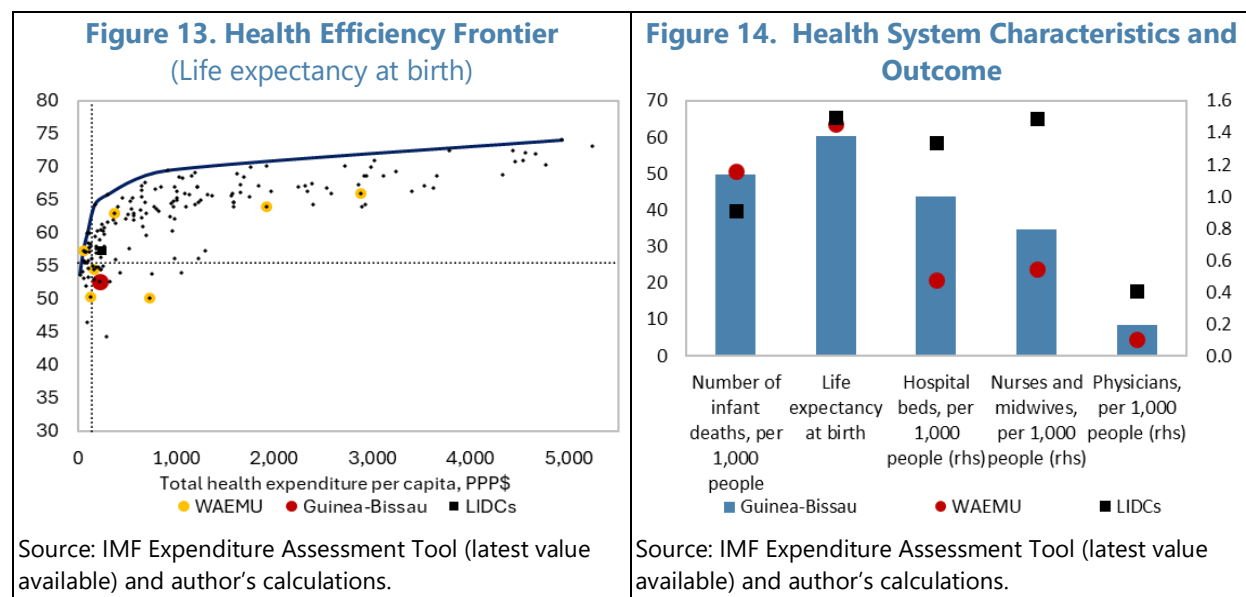 Figure 13. Health Efficiency Frontier
(Life expectancy at birth)
80
75
70
65
60
55
50
45
40
35
30
0 1,000 2,000 3,000 4,000 5,000
Total health expenditure per capita, PPP$
WAEMU Guinea-Bissau LIDCs
Source: IMF Expenditure Assessment Tool (latest value
available) and author's calculations.
Figure 14. Health System Characteristics and
Outcome
70
60
50
40
30
20
10
0
1.6
1.4
1.2
1.0
0.8
0.6
0.4
0.2
0.0
Number of
infant
deaths, per
1,000
people
Life
expectancy
at birth
Hospital
beds, per
1,000
people (rhs)
Nurses and
midwives,
per 1,000
people (rhs)
Physicians,
per 1,000
people (rhs)
Guinea-Bissau WAEMU LIDCs
Source: IMF Expenditure Assessment Tool (latest value
available) and author's calculations.